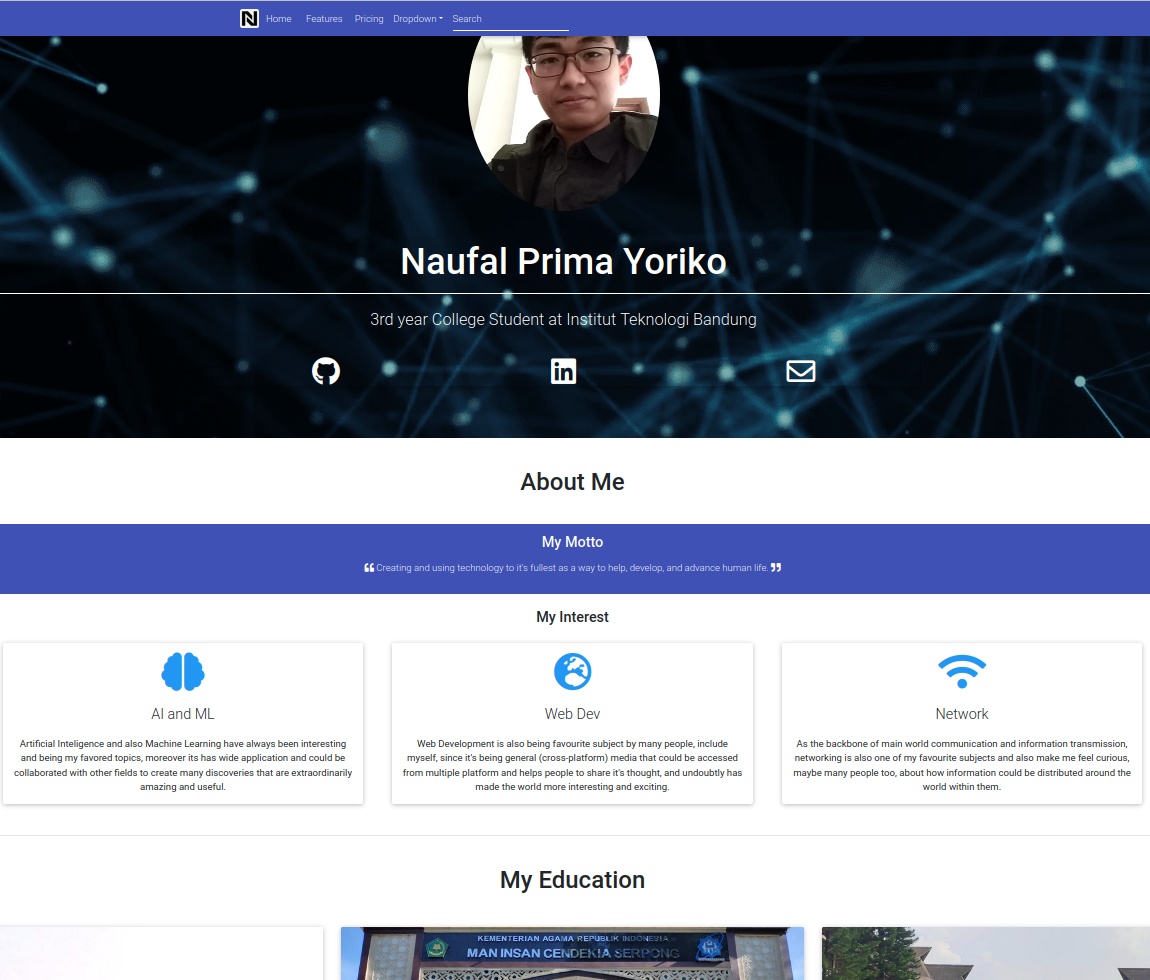 N Home Features Pricing Dropdown Search
Naufal Prima Yoriko
3rd year College Student at Institut Teknologi Bandung
in
About Me
My Motto
❝ Creating and using technology to it's fullest as a way to help, develop, and advance human life. ❞
My Interest
AI and ML
Artificial Inteligence and also Machine Learning have always been interesting
and being my favored topics, moreover its has wide application and could be
collaborated with other fields to create many discoveries that are extraordinarily
amazing and useful.
Web Dev
Web Development is also being favourite subject by many people, include
myself, since it's being general (cross-platform) media that could be accessed
from multiple platform and helps people to share it's thought, and undoubtly has
made the world more interesting and exciting.
Network
As the backbone of main world communication and information transmission,
networking is also one of my favourite subjects and also make me feel curious,
maybe many people too, about how information could be distributed around the
world within them.
My Education
KEMENTERIAN AGAMA REPUBLIK INDONESIA
MAN INSAN CENDEKIA SERPONG